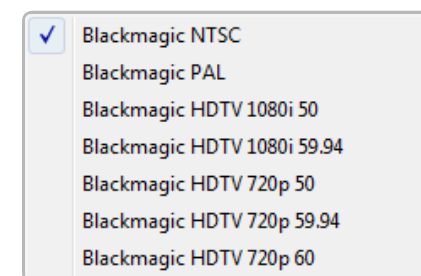 Blackmagic NTSC
Blackmagic PAL
Blackmagic HDTV 1080i 50
Blackmagic HDTV 1080i 59.94
Blackmagic HDTV 720p 50
Blackmagic HDTV 720p 59.94
Blackmagic HDTV 720p 60